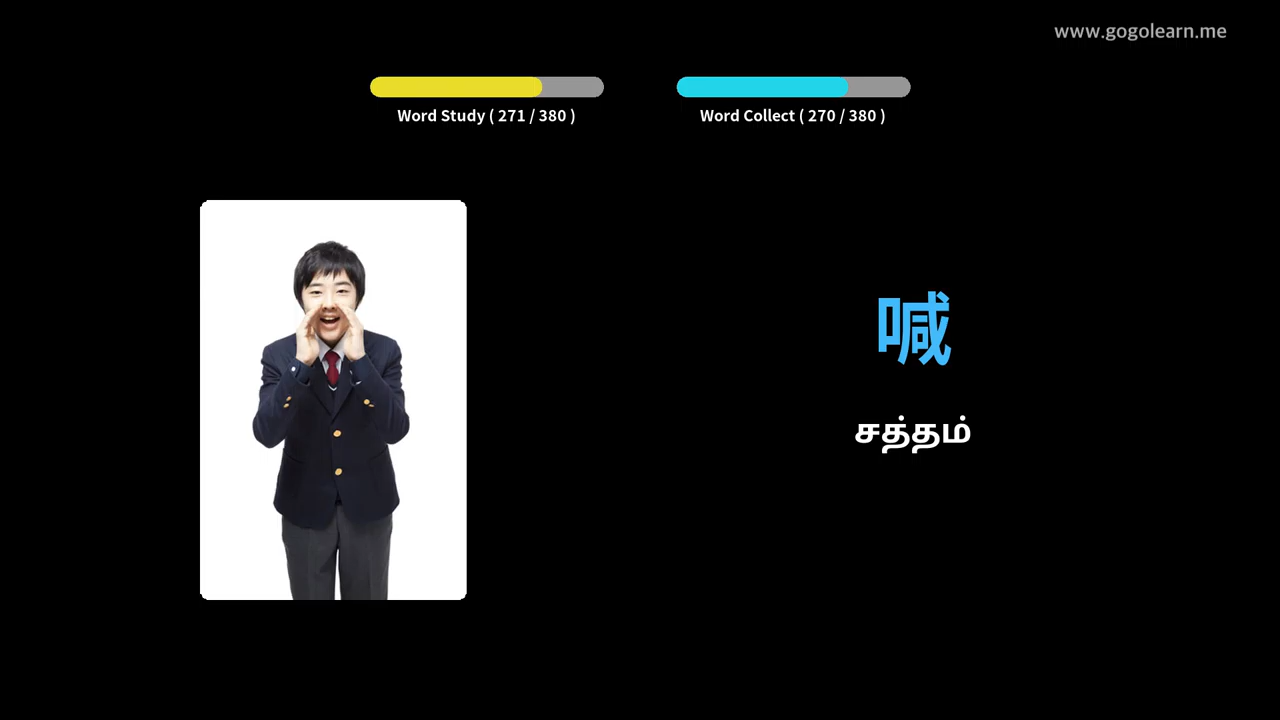 www.gogolearn.me
Word Study ( 271 / 380 )
Word Collect ( 270 / 380 )
喊
சத்தம்